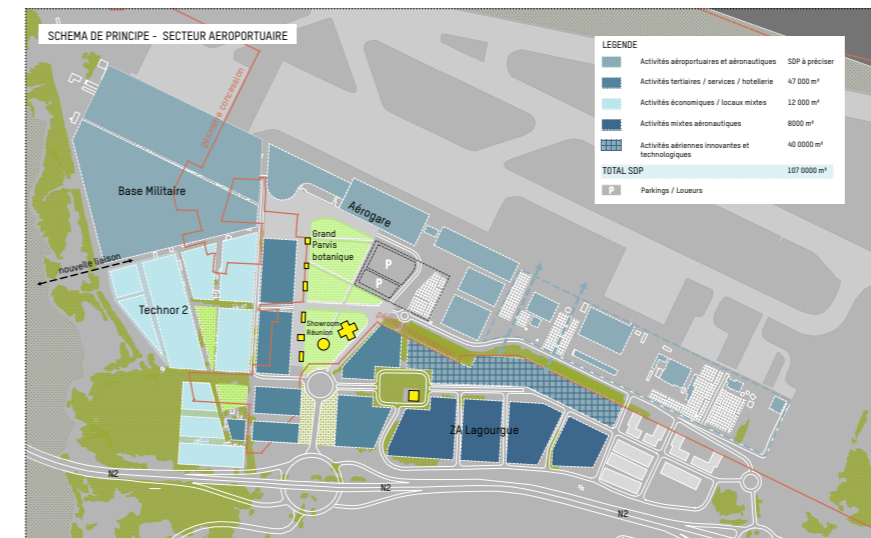 SCHEMA DE PRINCIPE - SECTEUR AEROPORTUAIRE
LEGENDE
Activités aéroportuaires et aéronautiques SDP à préciser
Activités tertiaires / services / hotellerie 47 000 m²
Activités économiques / locaux mixtes 12 000 m²
Activités mixtes aéronautiques 8000 m²
Activités aériennes innovantes et
technologiques
40 0000 m²
TOTAL SDP 107 0000 m²
P Parkings / Loueurs
périmètre concession
Base Militaire
Aérogare
Grand
Parvis
botanique
P
P
nouvelle liaison
Technor 2
Showroom
Réunion
ZA Lagourgue
N2
N2
N2